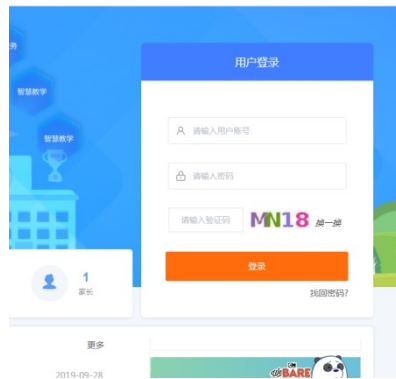 用户登录
智慧教学
请输入用户账号
智慧教学
请输入密码
请输入验证码 MN18 换一换
登录
1
家长
找回密码?
更多
2019-09-28
BARE